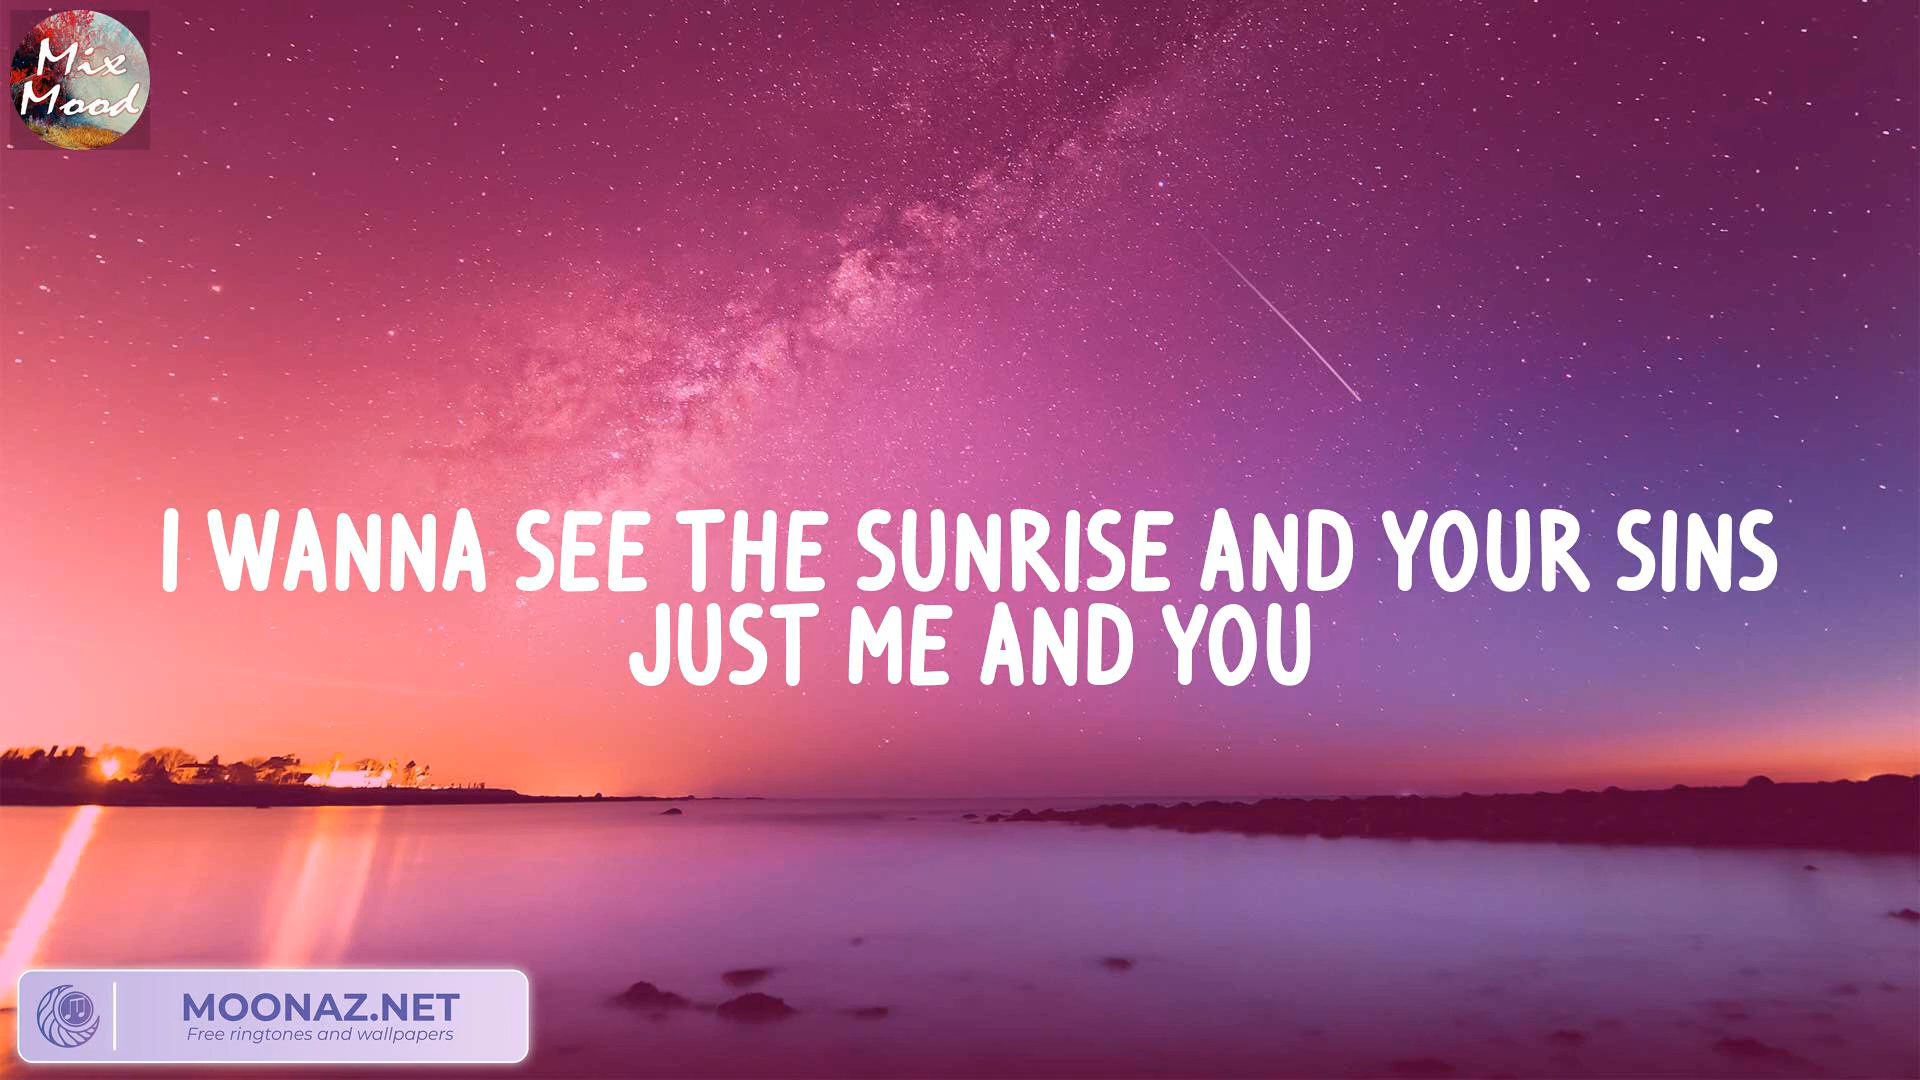 Mix
Mood
I WANNA SEE THE SUNRISE AND YOUR SINS
JUST ME AND YOU
MOONAZ.NET
Free ringtones and wallpapers